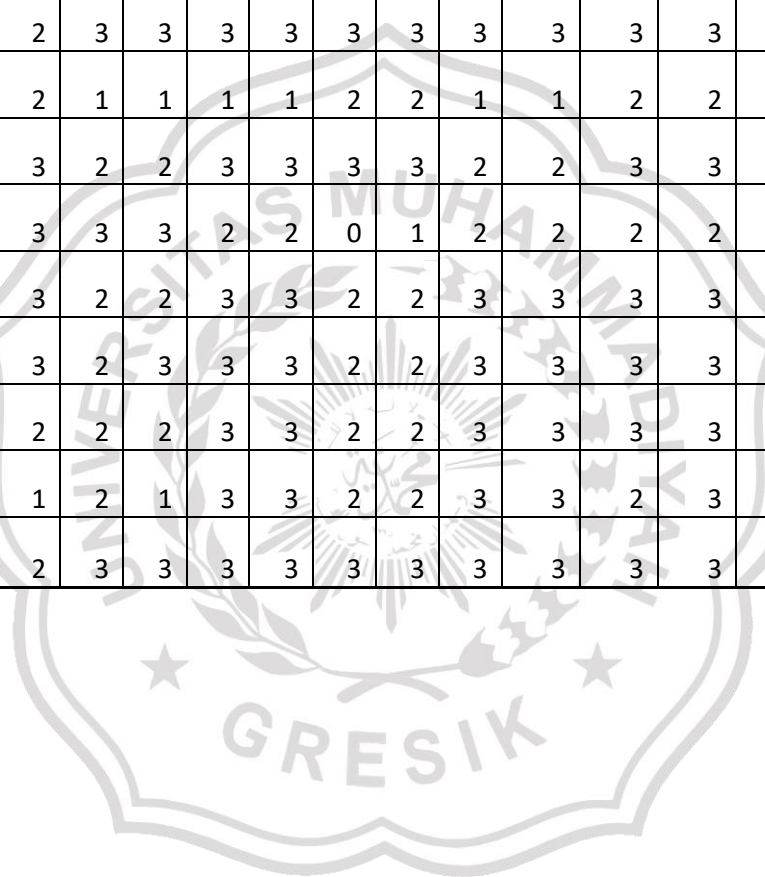 2 3 3 3 3 3 3 3 3 3 3
2 1 1 1 1 2 2 1 1 2 2
3 2 2 3 3 3 3 2 2 3 3
3 3 3 2 2 0 1 2 2 2 2
3 2 2 3 3 2 2 3 3 3 3
3 2 3 3 3 2 2 3 3 3 3
2 2 2 3 3 2 2 3 3 3 3
1 2 1 3 3 2 2 3 3 2 3
2 3 3 3 3 3 3 3 3 3 3
UNIVERSITAS MUHAMMADIYAH
GRESIK